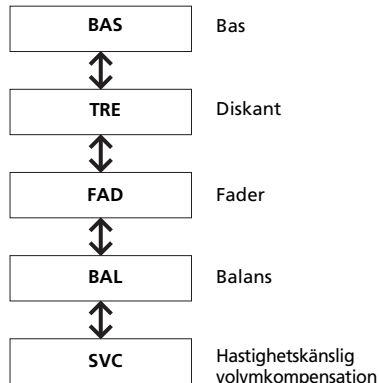 BAS Bas
TRE Diskant
FAD Fader
BAL Balans
SVC Hastighetskänslig
volymkompensation